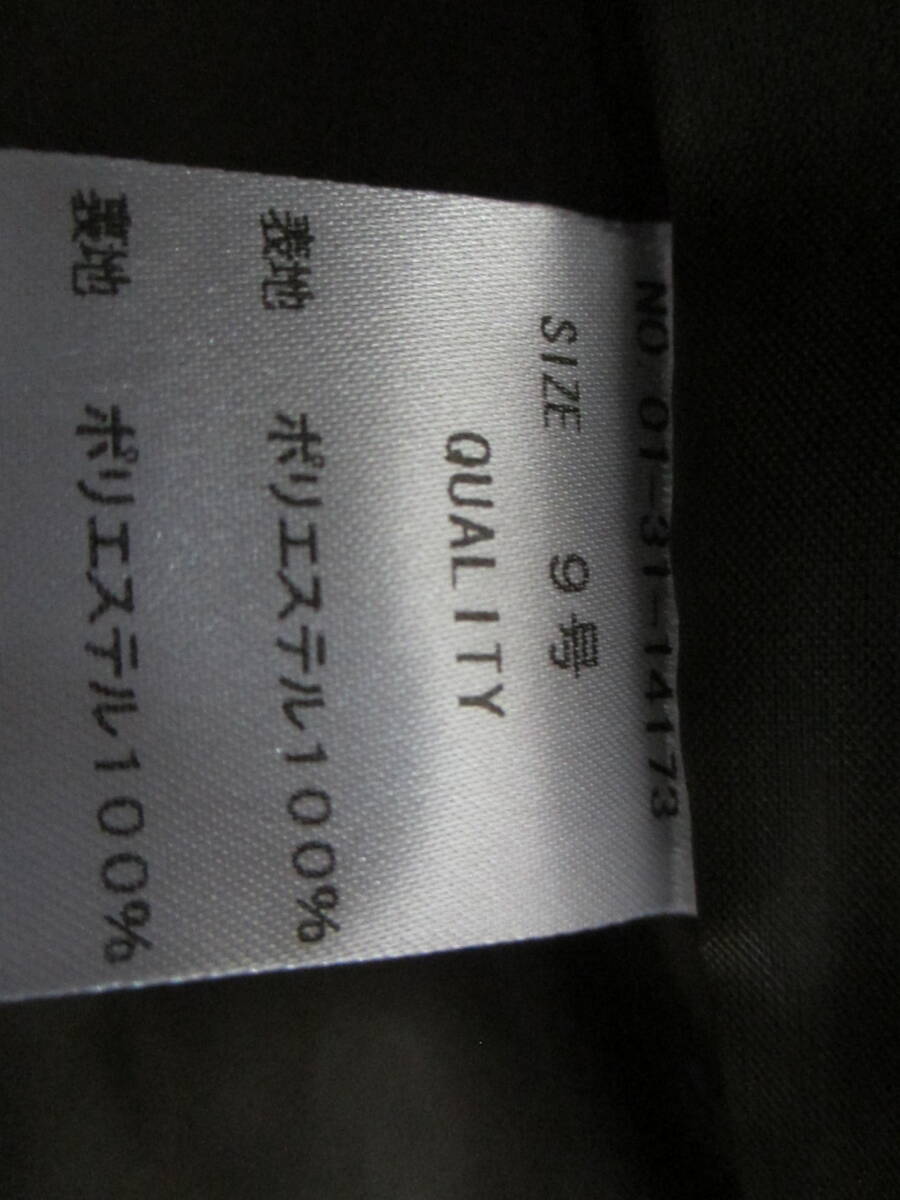 NO. 01-31-14173
SIZE 9号
QUALITY
表地 ポリエステル100%
裏地 ポリエステル100%